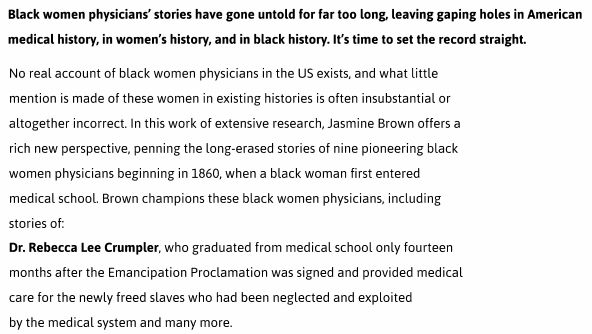 Black women physicians’ stories have gone untold for far too long, leaving gaping holes in American
medical history, in women’s history, and in black history. It’s time to set the record straight.
No real account of black women physicians in the US exists, and what little
mention is made of these women in existing histories is often insubstantial or
altogether incorrect. In this work of extensive research, Jasmine Brown offers a
rich new perspective, penning the long-erased stories of nine pioneering black
women physicians beginning in 1860, when a black woman first entered
medical school. Brown champions these black women physicians, including
stories of:
Dr. Rebecca Lee Crumpler, who graduated from medical school only fourteen
months after the Emancipation Proclamation was signed and provided medical
care for the newly freed slaves who had been neglected and exploited
by the medical system and many more.